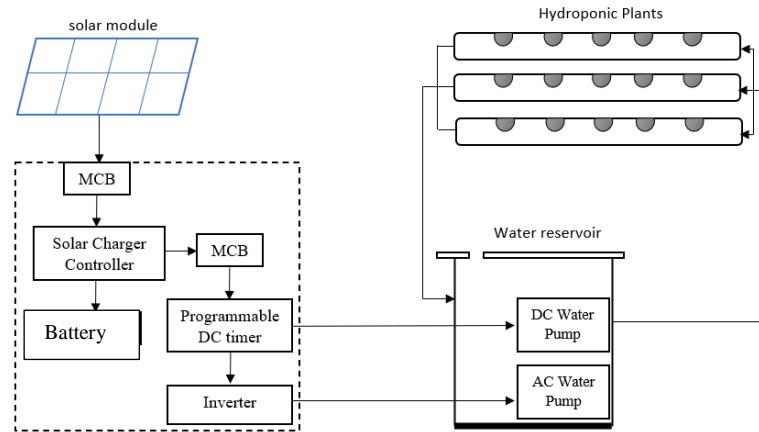 solar module
Hydroponic Plants
MCB
Solar Charger
Controller
MCB
Battery
Programmable
DC timer
Inverter
Water reservoir
DC Water
Pump
AC Water
Pump